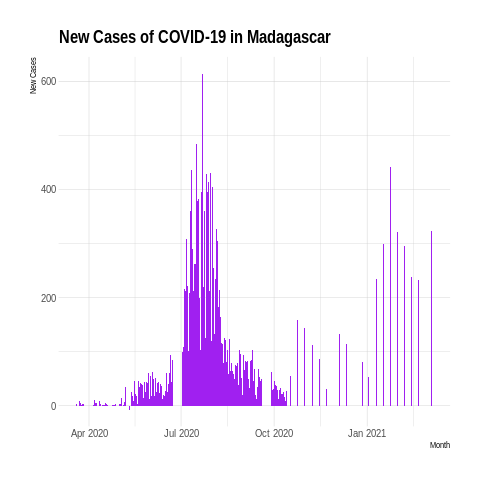 New Cases of COVID-19 in Madagascar
New Cases
600
400
200
0
Apr 2020
Jul 2020
Oct 2020
Jan 2021
Month